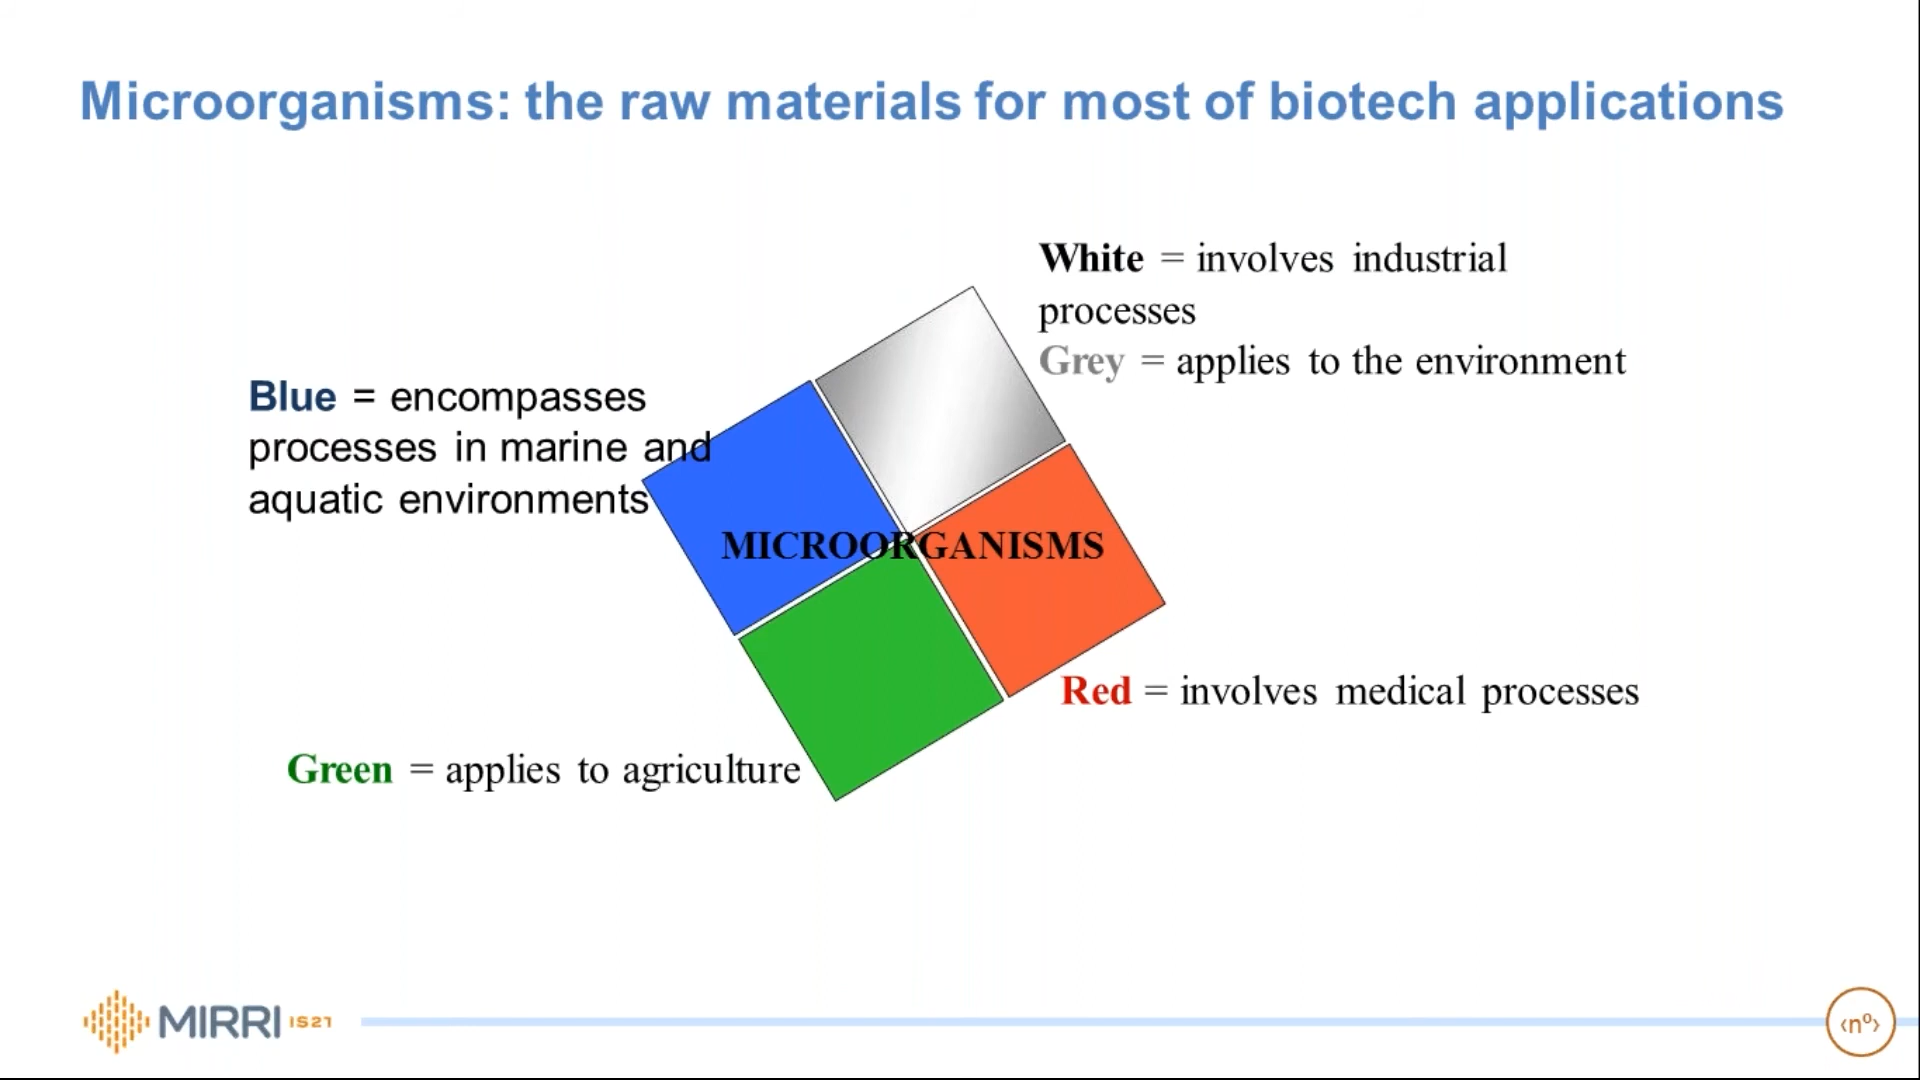 Microorganisms: the raw materials for most of biotech applications
White = involves industrial
processes
Grey = applies to the environment
Blue = encompasses
processes in marine and
aquatic environments
MICROORGANISMS
Red = involves medical processes
Green = applies to agriculture
MIRRI IS21
‹nº›